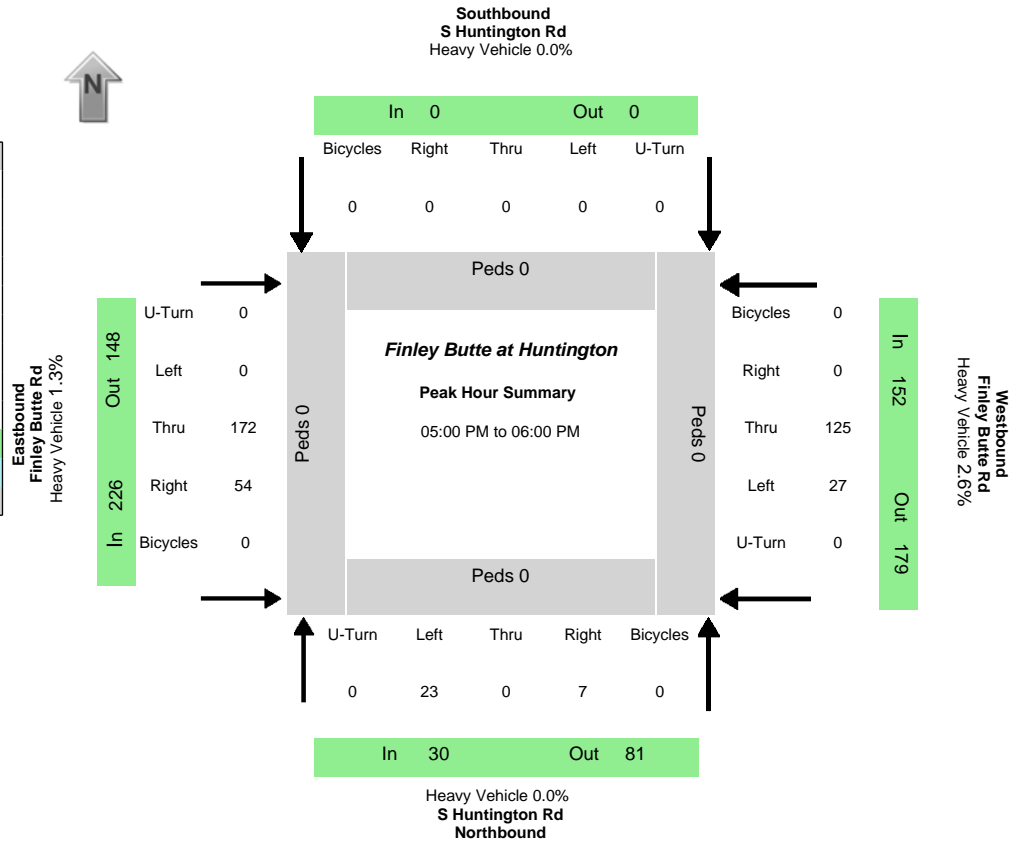 Southbound
S Huntington Rd
Heavy Vehicle 0.0%
N
In 0 Out 0
Bicycles Right Thru Left U-Turn
0 0 0 0 0
Peds 0
Eastbound
Finley Butte Rd
Heavy Vehicle 1.3%
Out 148
In 226
U-Turn 0
Left 0
Thru 172
Right 54
Bicycles 0
Peds 0
Finley Butte at Huntington
Peak Hour Summary
05:00 PM to 06:00 PM
Peds 0
Bicycles 0
Right 0
Thru 125
Left 27
U-Turn 0
In 152
Out 179
Westbound
Finley Butte Rd
Heavy Vehicle 2.6%
Peds 0
U-Turn Left Thru Right Bicycles
0 23 0 7 0
In 30 Out 81
Heavy Vehicle 0.0%
S Huntington Rd
Northbound